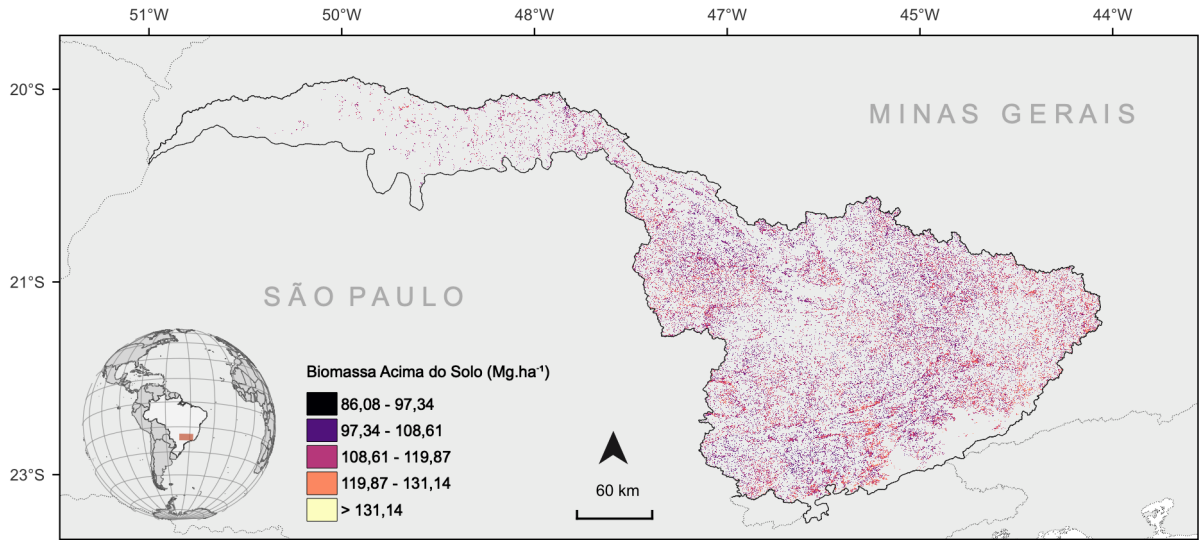 51°W 50°W 48°W 47°W 45°W 44°W
20°S
MINAS GERAIS
21°S
SÃO PAULO
Biomassa Acima do Solo (Mg.ha⁻¹)
86,08 - 97,34
97,34 - 108,61
108,61 - 119,87
119,87 - 131,14
> 131,14
23°S
60 km